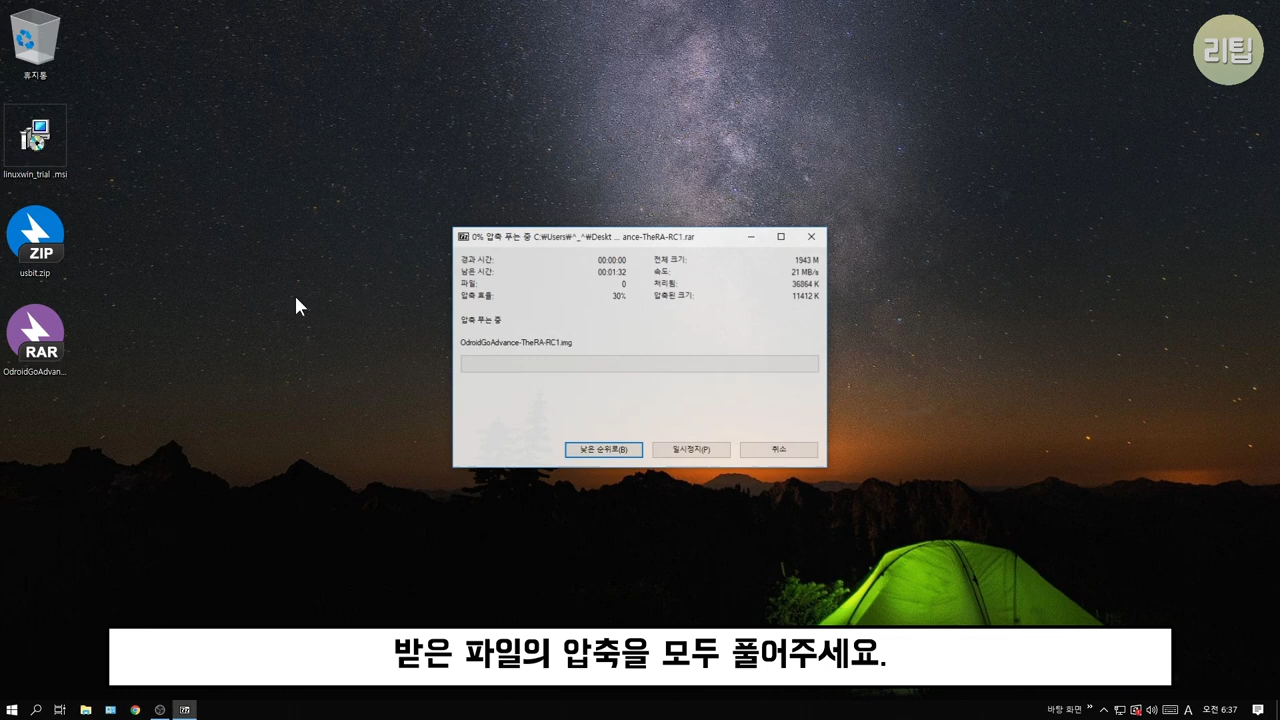 휴지통
리팁
linuxwin_trial .msi
ZIP
usbit.zip
RAR
OdroidGoAdvan...
0% 압축 푸는 중 C:₩Users₩^_^₩Deskt ... ance-TheRA-RC1.rar
경과 시간: 00:00:00 전체 크기: 1943 M
남은 시간: 00:01:32 속도: 21 MB/s
파일: 0 처리됨: 36864 K
압축 효율: 30% 압축된 크기: 11412 K
압축 푸는 중
OdroidGoAdvance-TheRA-RC1.img
낮은 순위로(B) 일시정지(P) 취소
받은 파일의 압축을 모두 풀어주세요.
바탕 화면 A 오전 6:37